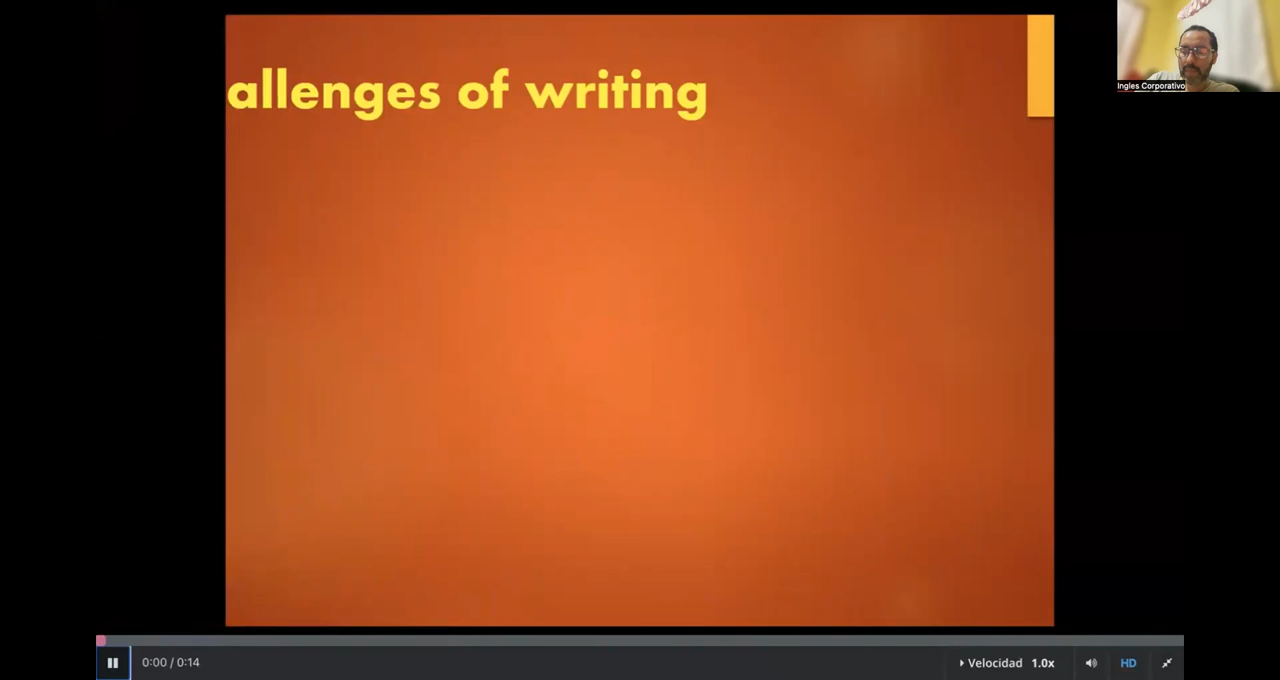 allenges of writing
Ingles Corporativo
0:00 / 0:14
Velocidad 1.0x
HD